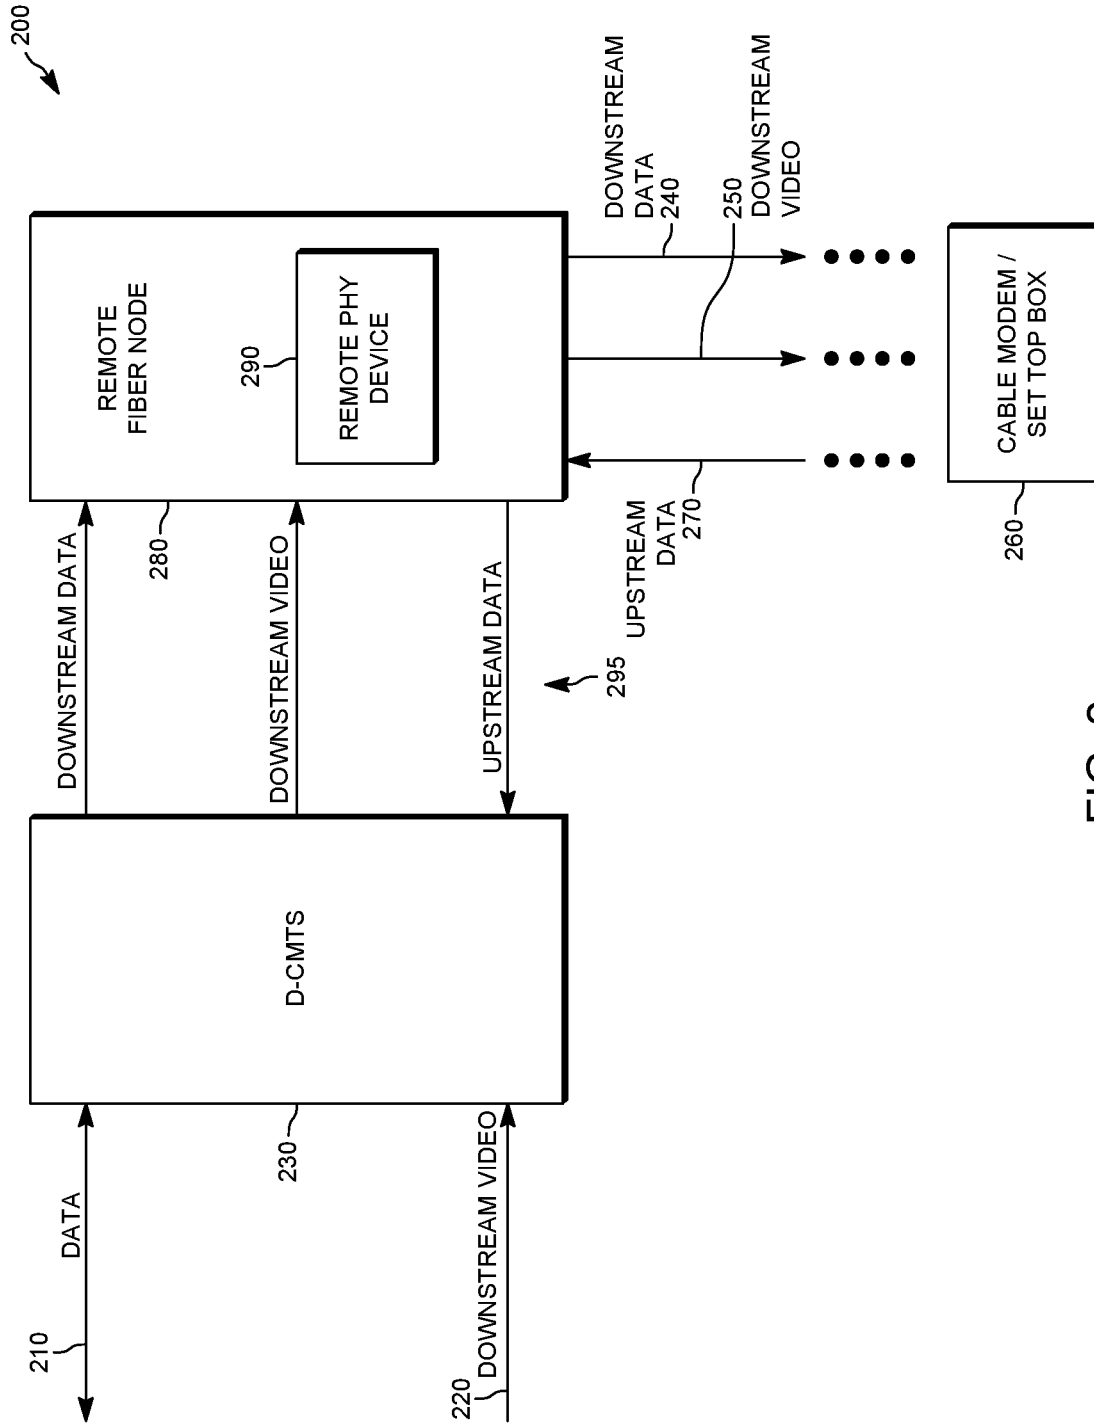 200
REMOTE
FIBER NODE
290
REMOTE PHY
DEVICE
280
DOWNSTREAM DATA
DOWNSTREAM VIDEO
UPSTREAM DATA
295
D-CMTS
230
DATA
210
DOWNSTREAM VIDEO
220
DOWNSTREAM
DATA
240
250
DOWNSTREAM
VIDEO
UPSTREAM
DATA
270
CABLE MODEM /
SET TOP BOX
260
FIG.